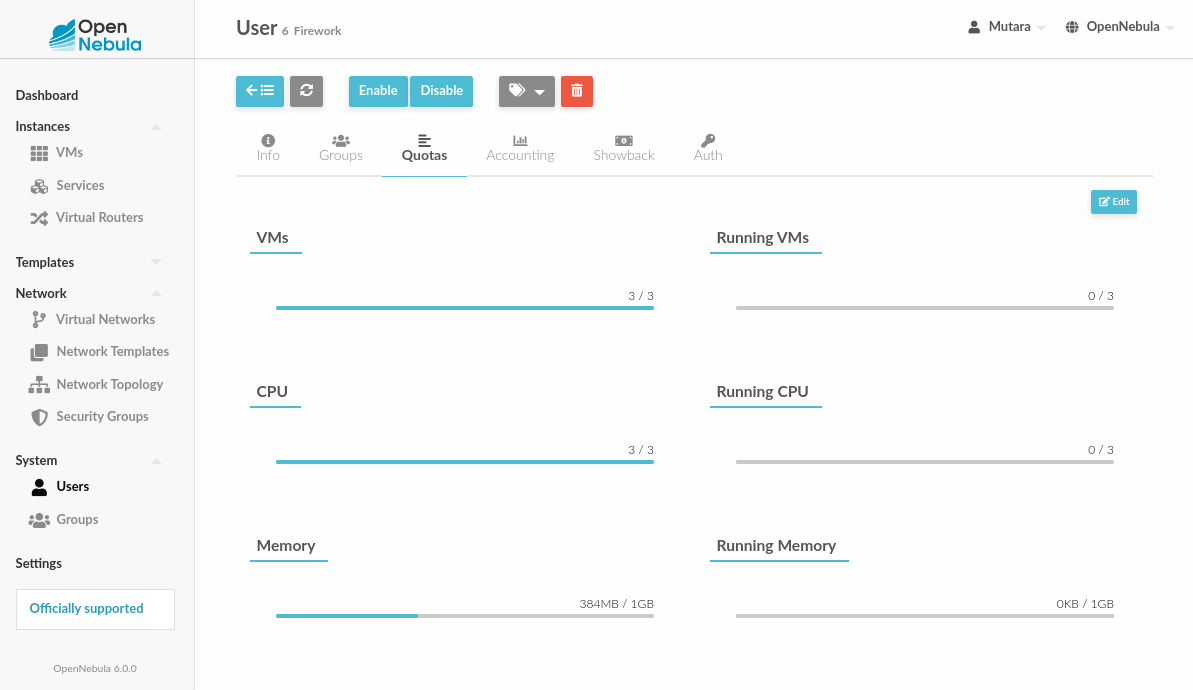 Open
Nebula
User 6 Firework
Mutara
OpenNebula
Dashboard
Instances
VMs
Services
Virtual Routers
Templates
Network
Virtual Networks
Network Templates
Network Topology
Security Groups
System
Users
Groups
Settings
Officially supported
OpenNebula 6.0.0
Enable
Disable
Info
Groups
Quotas
Accounting
Showback
Auth
Edit
VMs
3 / 3
Running VMs
0 / 3
CPU
3 / 3
Running CPU
0 / 3
Memory
384MB / 1GB
Running Memory
0KB / 1GB